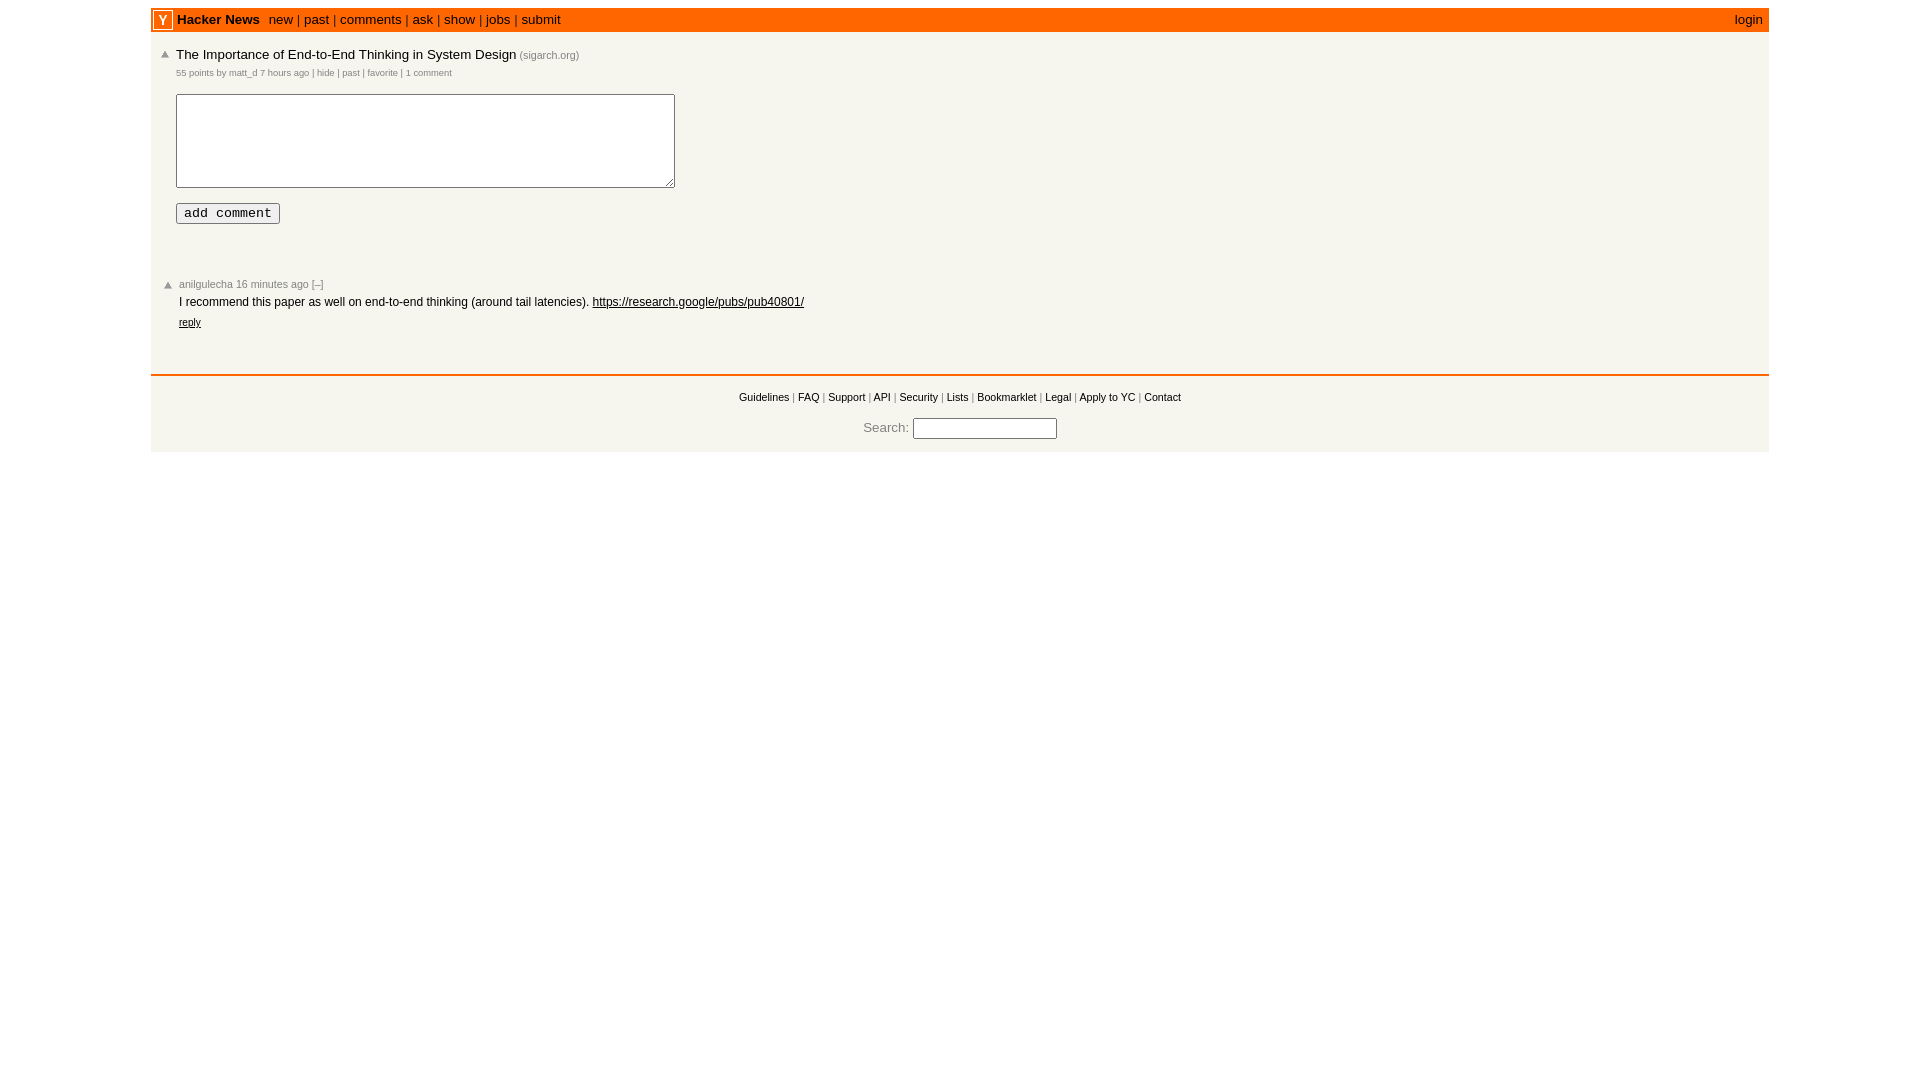 Y Hacker News new | past | comments | ask | show | jobs | submit login
The Importance of End-to-End Thinking in System Design (sigarch.org)
55 points by matt_d 7 hours ago | hide | past | favorite | 1 comment
add comment
anilgulecha 16 minutes ago [–]
I recommend this paper as well on end-to-end thinking (around tail latencies). https://research.google/pubs/pub40801/
reply
Guidelines | FAQ | Support | API | Security | Lists | Bookmarklet | Legal | Apply to YC | Contact
Search: